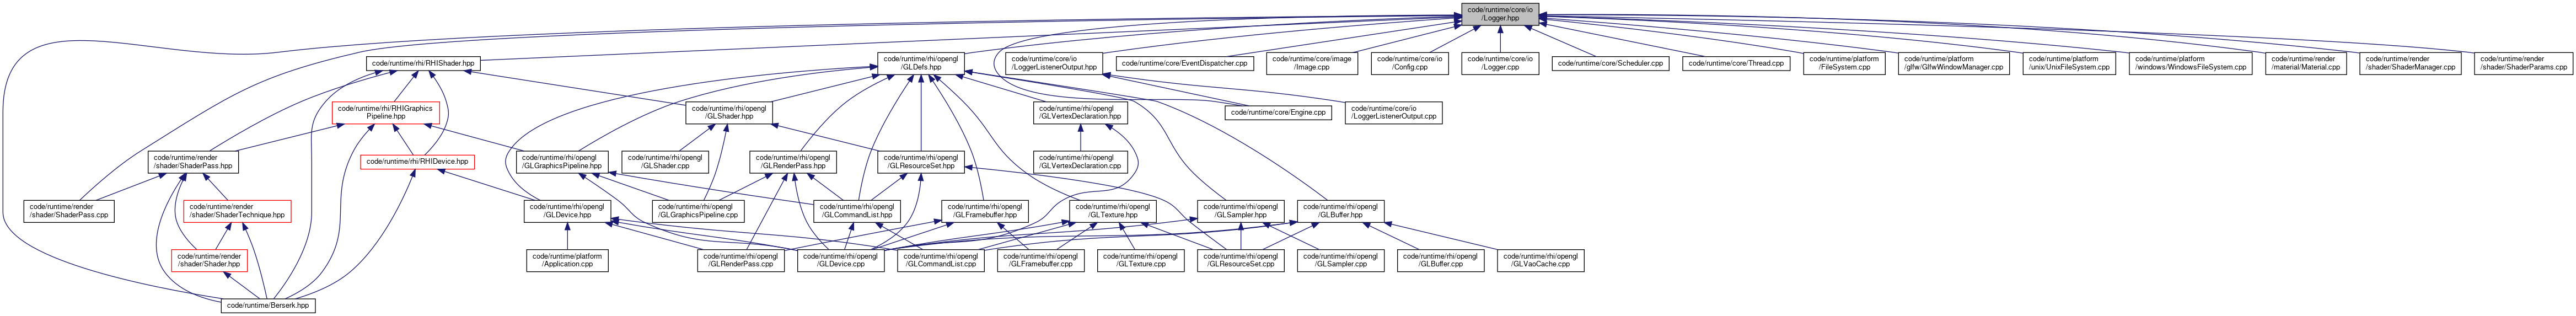 code/runtime/core/io
/Logger.hpp
code/runtime/rhi/RHIShader.hpp
code/runtime/rhi/opengl
/GLDefs.hpp
code/runtime/core/io
/LoggerListenerOutput.hpp
code/runtime/core/EventDispatcher.cpp
code/runtime/core/image
/Image.cpp
code/runtime/core/io
/Config.cpp
code/runtime/core/io
/Logger.cpp
code/runtime/core/Scheduler.cpp
code/runtime/core/Thread.cpp
code/runtime/platform
/FileSystem.cpp
code/runtime/platform
/glfw/GlfwWindowManager.cpp
code/runtime/platform
/unix/UnixFileSystem.cpp
code/runtime/platform
/windows/WindowsFileSystem.cpp
code/runtime/render
/material/Material.cpp
code/runtime/render
/shader/ShaderManager.cpp
code/runtime/render
/shader/ShaderParams.cpp
code/runtime/rhi/RHIGraphics
Pipeline.hpp
code/runtime/rhi/opengl
/GLShader.hpp
code/runtime/rhi/opengl
/GLVertexDeclaration.hpp
code/runtime/core/Engine.cpp
code/runtime/core/io
/LoggerListenerOutput.cpp
code/runtime/render
/shader/ShaderPass.hpp
code/runtime/rhi/RHIDevice.hpp
code/runtime/rhi/opengl
/GLGraphicsPipeline.hpp
code/runtime/rhi/opengl
/GLShader.cpp
code/runtime/rhi/opengl
/GLRenderPass.hpp
code/runtime/rhi/opengl
/GLResourceSet.hpp
code/runtime/rhi/opengl
/GLVertexDeclaration.cpp
code/runtime/render
/shader/ShaderPass.cpp
code/runtime/render
/shader/ShaderTechnique.hpp
code/runtime/rhi/opengl
/GLDevice.hpp
code/runtime/rhi/opengl
/GLGraphicsPipeline.cpp
code/runtime/rhi/opengl
/GLCommandList.hpp
code/runtime/rhi/opengl
/GLFramebuffer.hpp
code/runtime/rhi/opengl
/GLTexture.hpp
code/runtime/rhi/opengl
/GLSampler.hpp
code/runtime/rhi/opengl
/GLBuffer.hpp
code/runtime/render
/shader/Shader.hpp
code/runtime/platform
/Application.cpp
code/runtime/rhi/opengl
/GLRenderPass.cpp
code/runtime/rhi/opengl
/GLDevice.cpp
code/runtime/rhi/opengl
/GLCommandList.cpp
code/runtime/rhi/opengl
/GLFramebuffer.cpp
code/runtime/rhi/opengl
/GLTexture.cpp
code/runtime/rhi/opengl
/GLResourceSet.cpp
code/runtime/rhi/opengl
/GLSampler.cpp
code/runtime/rhi/opengl
/GLBuffer.cpp
code/runtime/rhi/opengl
/GLVaoCache.cpp
code/runtime/Berserk.hpp